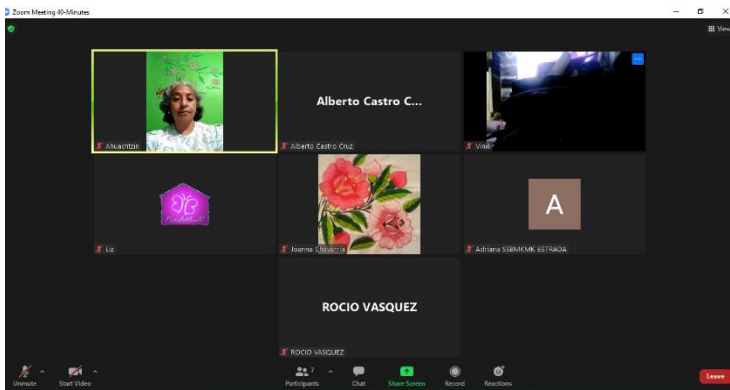 Zoom Meeting 40-Minutes
View
Ahuachtzin
Alberto Castro C...
Alberto Castro Cruz
Liz
Joanna Chavarria
A
Adriana SSBMKMK ESTRADA
ROCIO VASQUEZ
ROCIO VASQUEZ
Unmute
Start Video
7
Participants
Chat
Share Screen
Record
Reactions
Leave